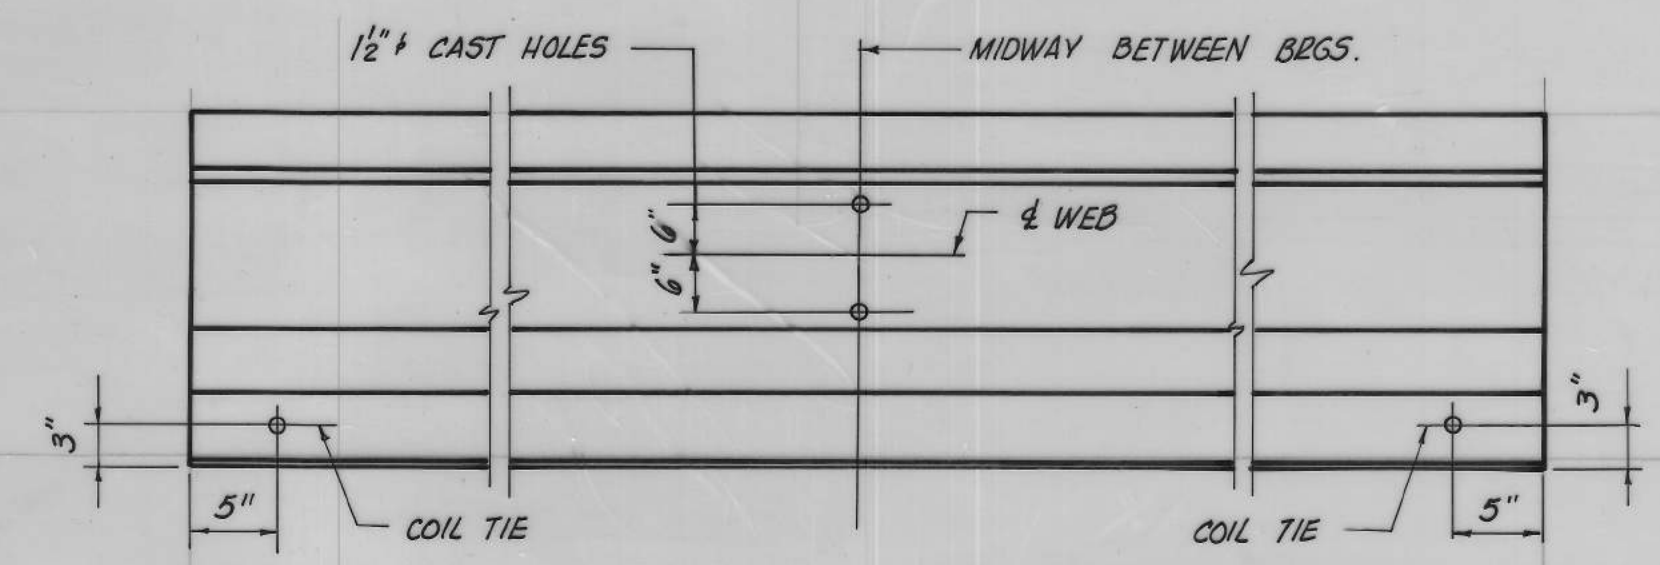 1½" ϕ CAST HOLES
MIDWAY BETWEEN BRGS.
6"
℄ WEB
6"
3"
3"
5"
COIL TIE
COIL TIE
5"